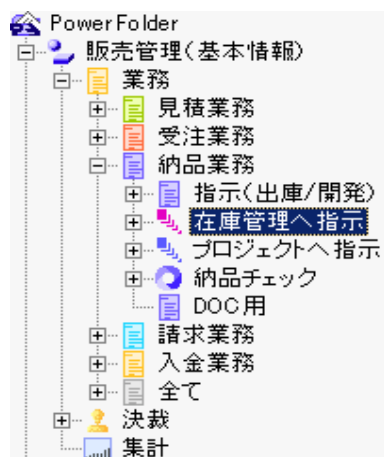 Power Folder
販売管理(基本情報)
業務
見積業務
受注業務
納品業務
指示(出庫/開発)
在庫管理へ指示
プロジェクトへ指示
納品チェック
DOC用
請求業務
入金業務
全て
決裁
集計